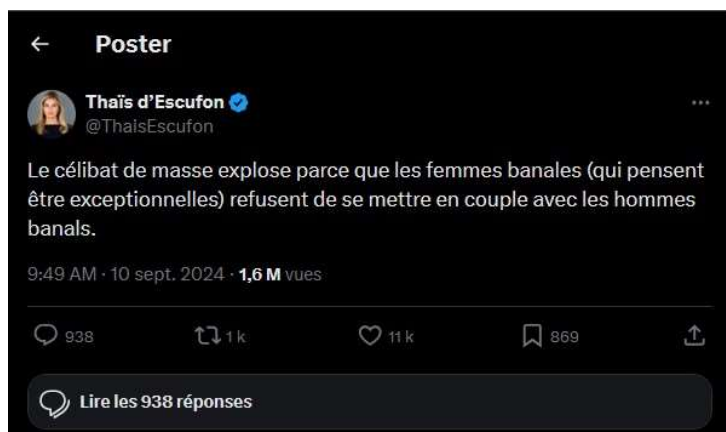 Poster
Thaïs d'Escufon
@ThaisEscufon
Le célibat de masse explose parce que les femmes banales (qui pensent
être exceptionnelles) refusent de se mettre en couple avec les hommes
banals.
9:49 AM · 10 sept. 2024 · 1,6 M vues
938 1 k 11 k 869
Lire les 938 réponses